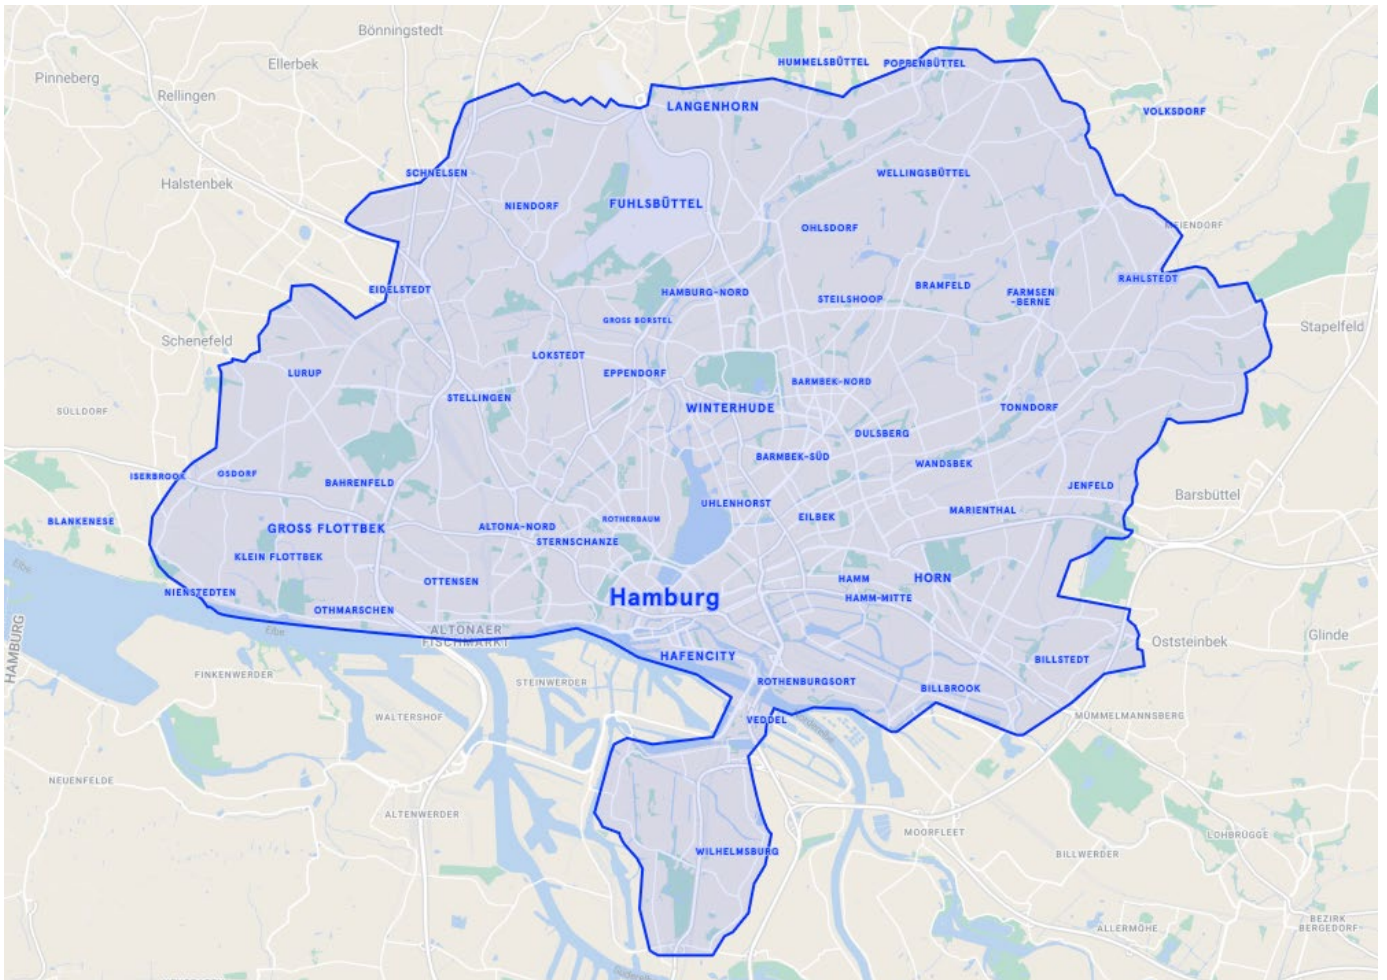 Bönningstedt
HUMMELSBÜTTEL
POPPENBÜTTEL
Ellerbek
Pinneberg
Rellingen
LANGENHORN
VOLKSDORF
SCHNELSEN
WELLINGSBÜTTEL
Halstenbek
NIENDORF
FUHLSBÜTTEL
OHLSDORF
MEIENDORF
RAHLSTEDT
EIDELSTEDT
HAMBURG-NORD
STEILSHOOP
BRAMFELD
FARMSEN
-BERNE
GROSS BORSTEL
Stapelfeld
Schenefeld
LOKSTEDT
LURUP
EPPENDORF
BARMBEK-NORD
STELLINGEN
WINTERHUDE
TONNDORF
SÜLLDORF
DULSBERG
BARMBEK-SÜD
WANDSBEK
ISERBROOK
OSDORF
BAHRENFELD
JENFELD
Barsbüttel
UHLENHORST
MARIENTHAL
BLANKENESE
GROSS FLOTTBEK
ALTONA-NORD
ROTHERBAUM
EILBEK
STERNSCHANZE
KLEIN FLOTTBEK
Elbe
OTTENSEN
HAMM
HORN
NIENSTEDTEN
Hamburg
HAMM-MITTE
OTHMARSCHEN
Elbe
ALTONAER
FISCHMARKT
HAMBURG
Oststeinbek
Glinde
HAFENCITY
BILLSTEDT
FINKENWERDER
STEINWERDER
ROTHENBURGSORT
BILLBROOK
WALTERSHOF
VEDDEL
Norderelbe
MÜMMELMANNSBERG
NEUENFELDE
ALTENWERDER
MOORFLEET
LOHBRÜGGE
WILHELMSBURG
BILLWERDER
ALLERMÖHE
BEZIRK
BERGEDORF